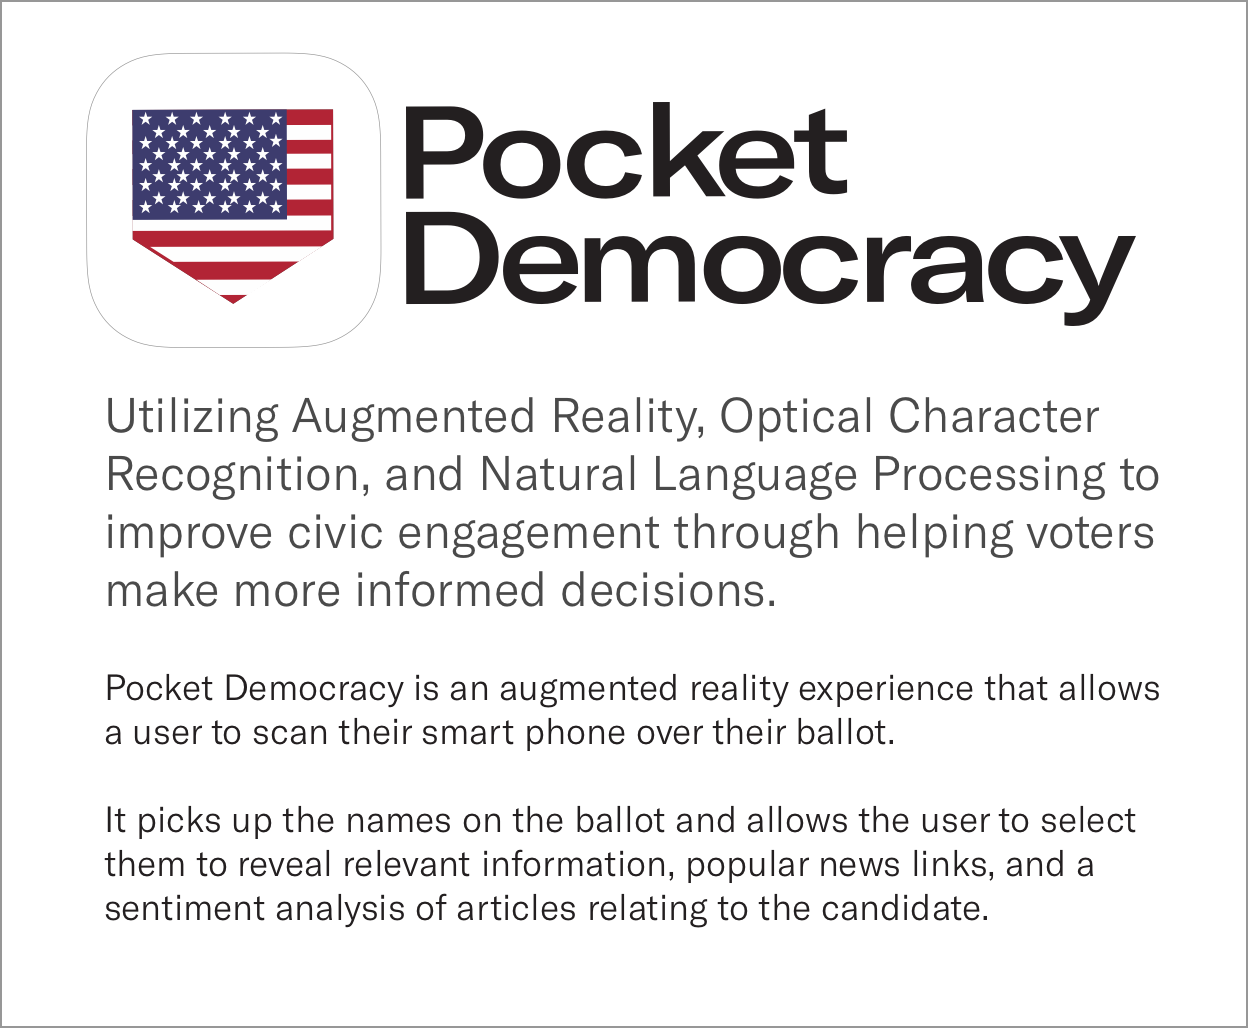 Pocket
Democracy
Utilizing Augmented Reality, Optical Character
Recognition, and Natural Language Processing to
improve civic engagement through helping voters
make more informed decisions.
Pocket Democracy is an augmented reality experience that allows
a user to scan their smart phone over their ballot.
It picks up the names on the ballot and allows the user to select
them to reveal relevant information, popular news links, and a
sentiment analysis of articles relating to the candidate.